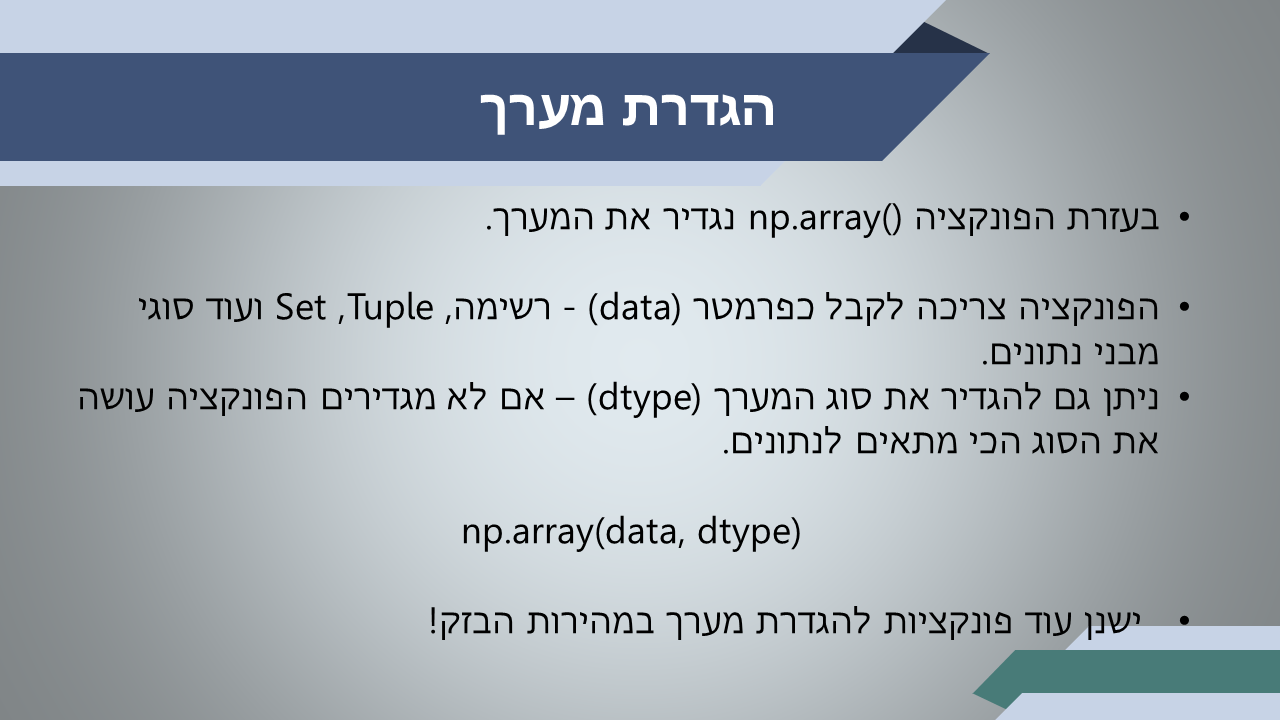 הגדרת מערך
• בעזרת הפונקציה np.array()‎ נגדיר את המערך.
• הפונקציה צריכה לקבל כפרמטר (data) - רשימה, Set ,Tuple ועוד סוגי
מבני נתונים.
• ניתן גם להגדיר את סוג המערך (dtype) – אם לא מגדירים הפונקציה עושה
את הסוג הכי מתאים לנתונים.
np.array(data, dtype)
• ישנן עוד פונקציות להגדרת מערך במהירות הבזק!